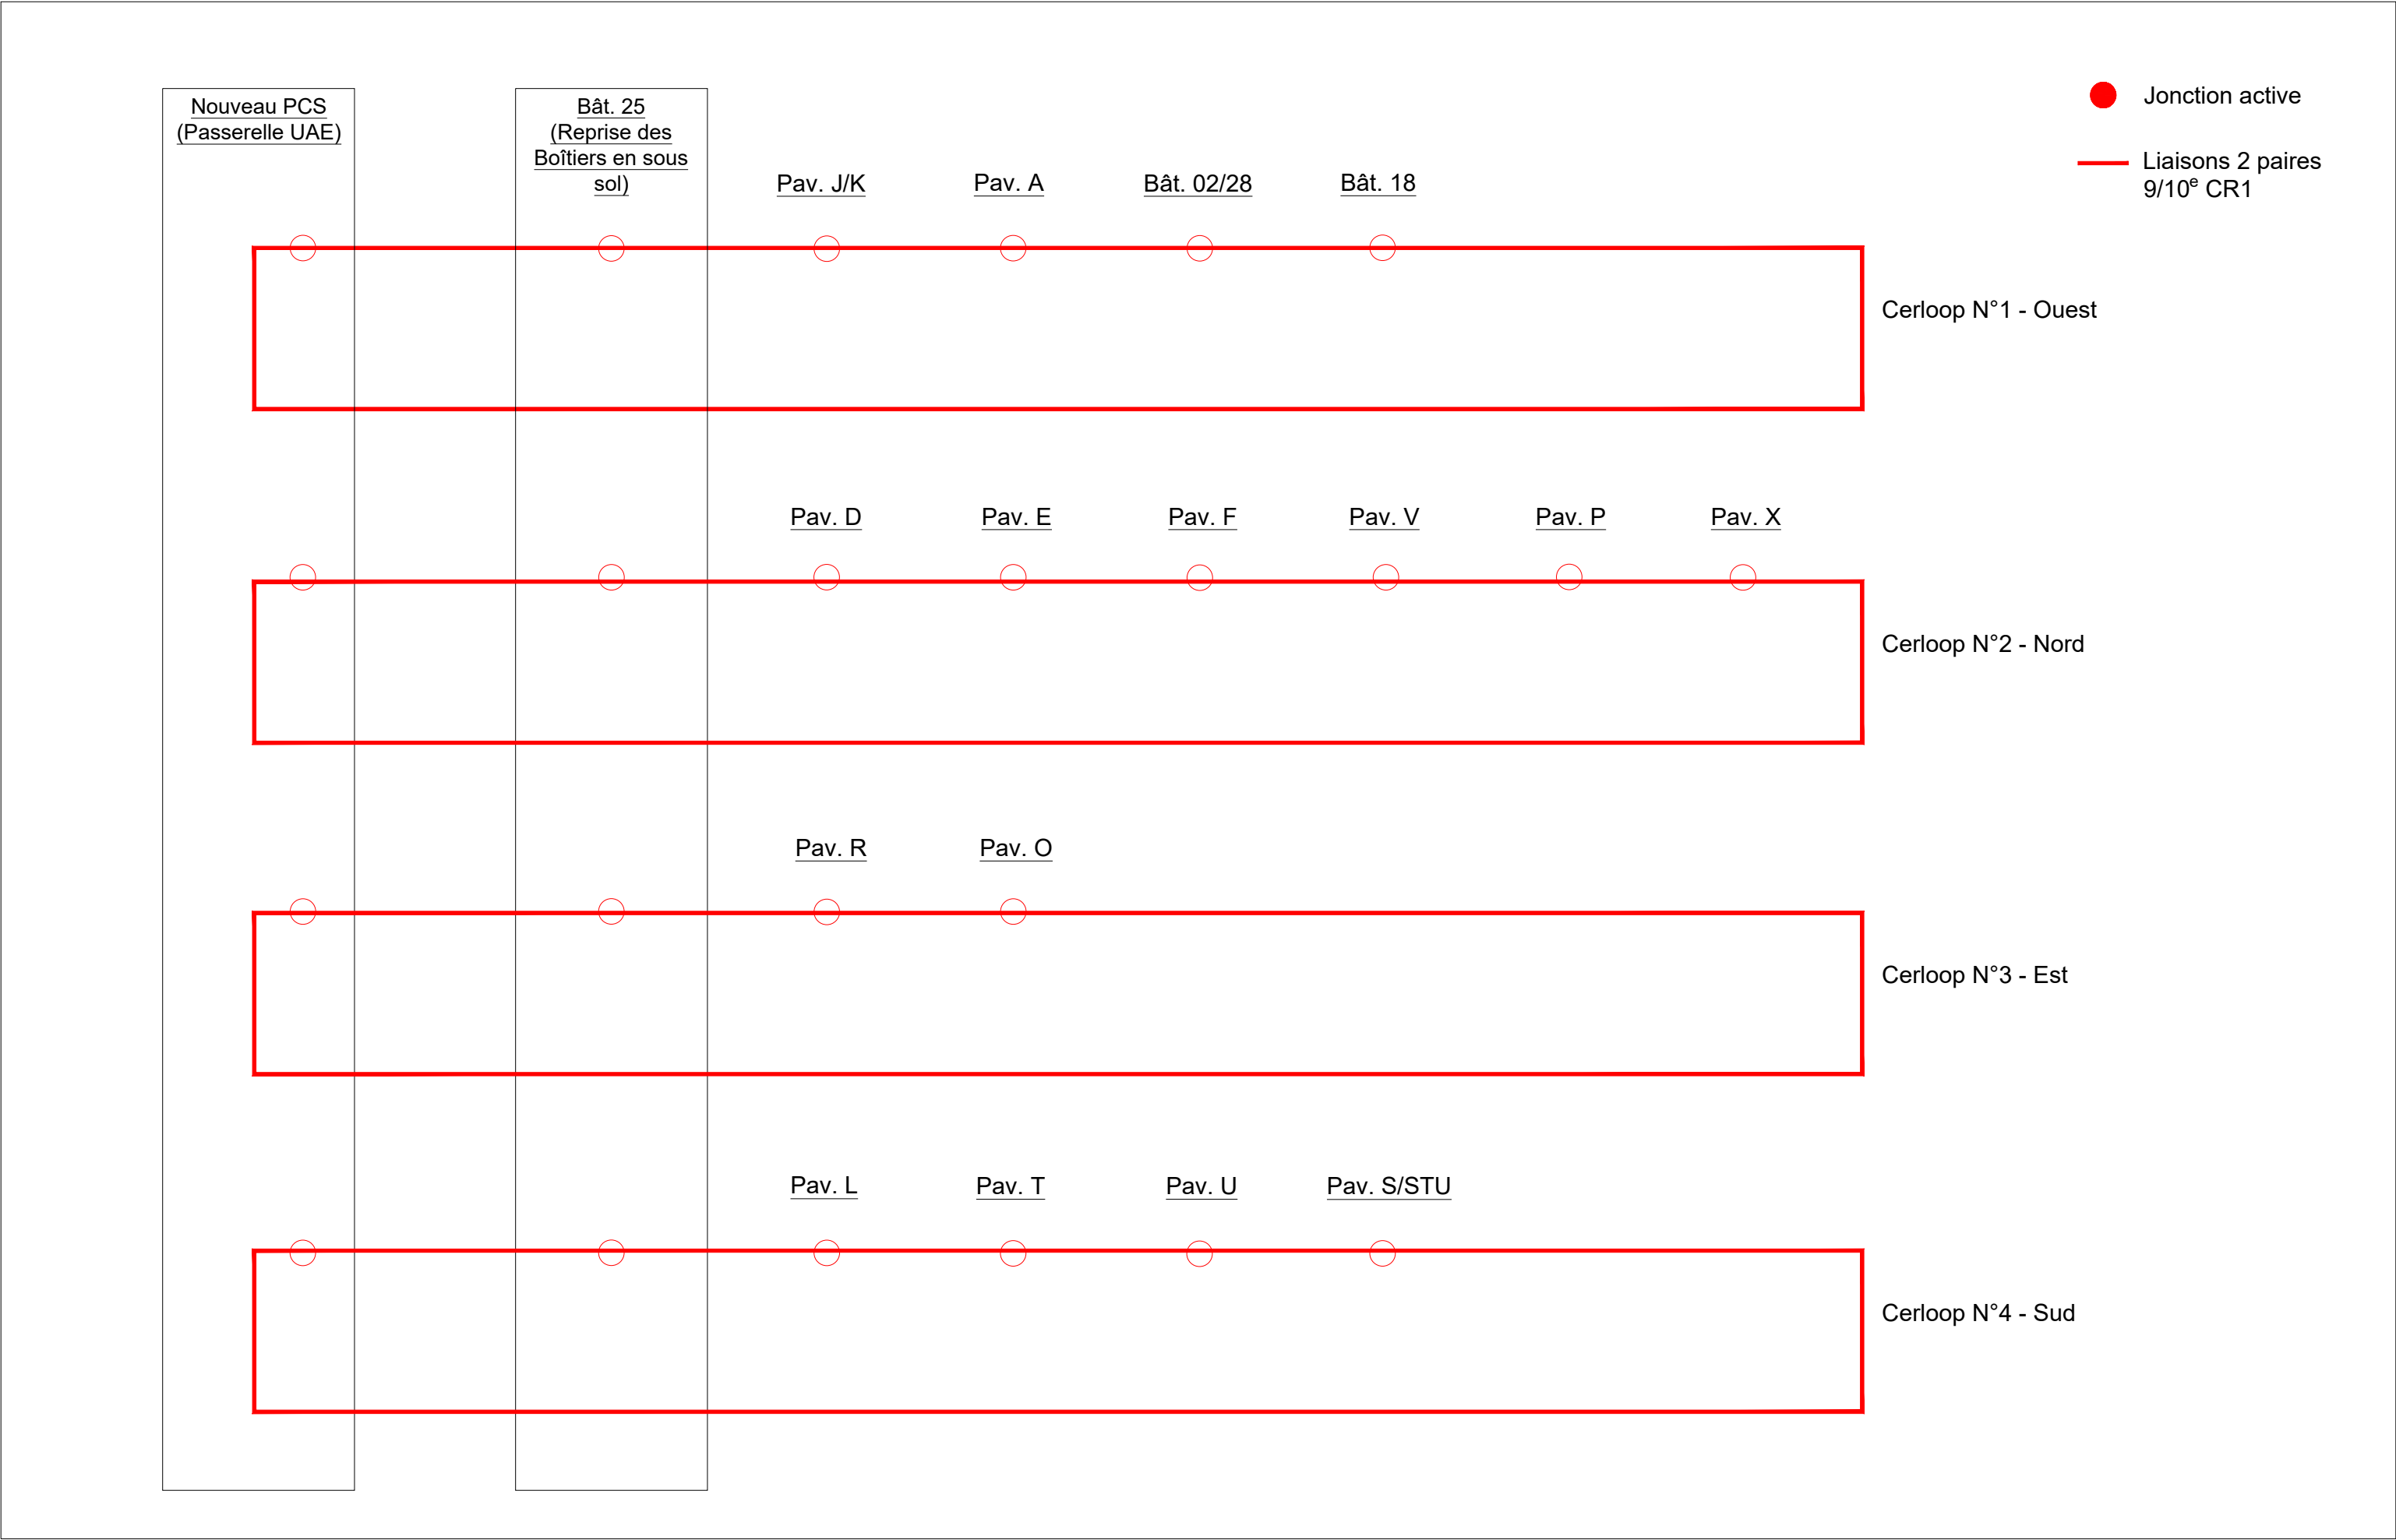 Nouveau PCS
(Passerelle UAE)
Bât. 25
(Reprise des
Boîtiers en sous
sol)
Jonction active
Liaisons 2 paires
9/10e CR1
Pav. J/K
Pav. A
Bât. 02/28
Bât. 18
Cerloop N°1 - Ouest
Pav. D
Pav. E
Pav. F
Pav. V
Pav. P
Pav. X
Cerloop N°2 - Nord
Pav. R
Pav. O
Cerloop N°3 - Est
Pav. L
Pav. T
Pav. U
Pav. S/STU
Cerloop N°4 - Sud